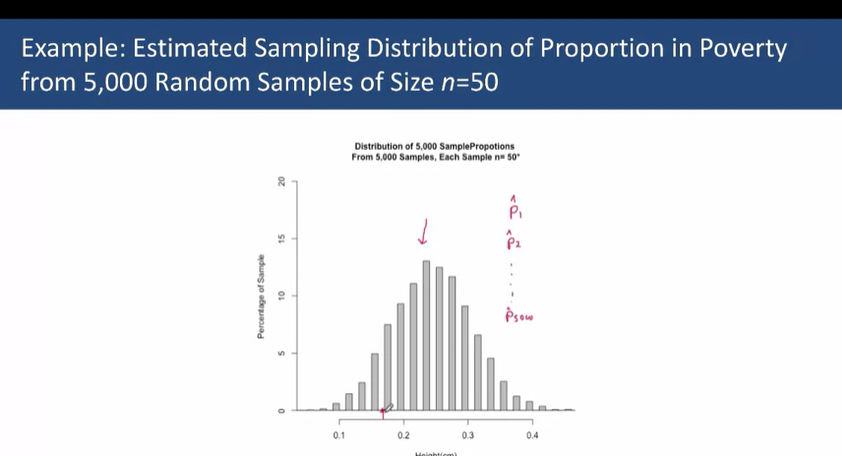 Example: Estimated Sampling Distribution of Proportion in Poverty
from 5,000 Random Samples of Size n=50
Distribution of 5,000 SamplePropotions
From 5,000 Samples, Each Sample n= 50"
20
15
10
5
0
Percentage of Sample
p̂1
p̂2
p̂5000
0.1 0.2 0.3 0.4
Height(cm)